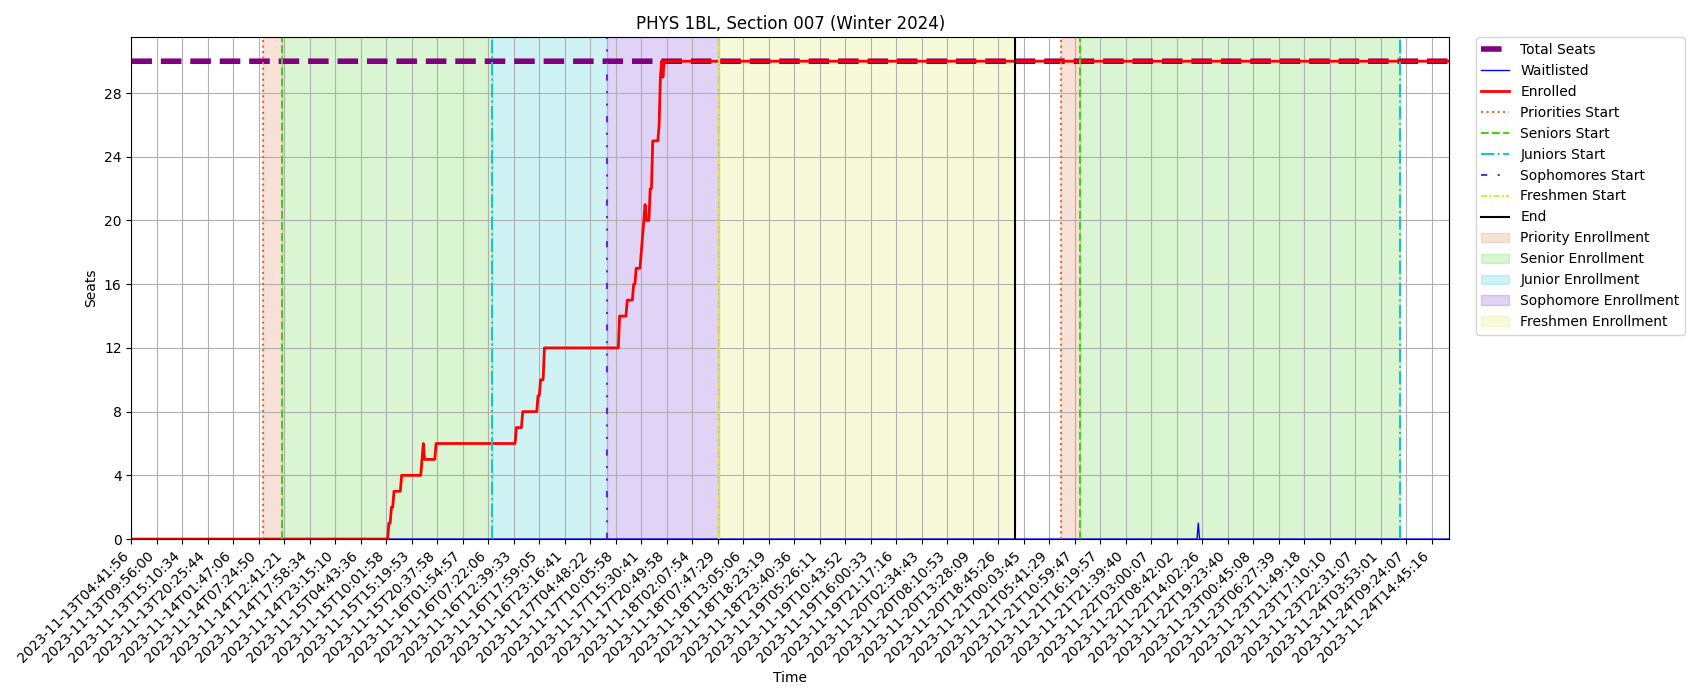 PHYS 1BL, Section 007 (Winter 2024)
Total Seats
Waitlisted
Enrolled
Priorities Start
Seniors Start
Juniors Start
Sophomores Start
Freshmen Start
End
Priority Enrollment
Senior Enrollment
Junior Enrollment
Sophomore Enrollment
Freshmen Enrollment
Seats
28
24
20
16
12
8
4
0
2023-11-13T04:41:56
2023-11-13T09:56:00
2023-11-13T15:10:34
2023-11-13T20:25:44
2023-11-14T01:47:06
2023-11-14T07:24:50
2023-11-14T12:41:21
2023-11-14T17:58:34
2023-11-14T23:15:10
2023-11-15T04:43:36
2023-11-15T10:01:58
2023-11-15T15:19:53
2023-11-15T20:37:58
2023-11-16T01:54:57
2023-11-16T07:22:06
2023-11-16T12:39:33
2023-11-16T17:59:05
2023-11-16T23:16:41
2023-11-17T04:48:22
2023-11-17T10:05:58
2023-11-17T15:30:41
2023-11-17T20:49:58
2023-11-18T02:07:54
2023-11-18T07:47:29
2023-11-18T13:05:06
2023-11-18T18:23:19
2023-11-18T23:40:36
2023-11-19T05:26:11
2023-11-19T10:43:52
2023-11-19T16:00:33
2023-11-19T21:17:16
2023-11-20T02:34:43
2023-11-20T08:10:53
2023-11-20T13:28:09
2023-11-20T18:45:26
2023-11-21T00:03:45
2023-11-21T05:41:29
2023-11-21T10:59:47
2023-11-21T16:19:57
2023-11-21T21:39:40
2023-11-22T03:00:07
2023-11-22T08:42:02
2023-11-22T14:02:26
2023-11-22T19:23:40
2023-11-23T00:45:08
2023-11-23T06:27:39
2023-11-23T11:49:18
2023-11-23T17:10:10
2023-11-23T22:31:07
2023-11-24T03:53:01
2023-11-24T09:24:07
2023-11-24T14:45:16
Time